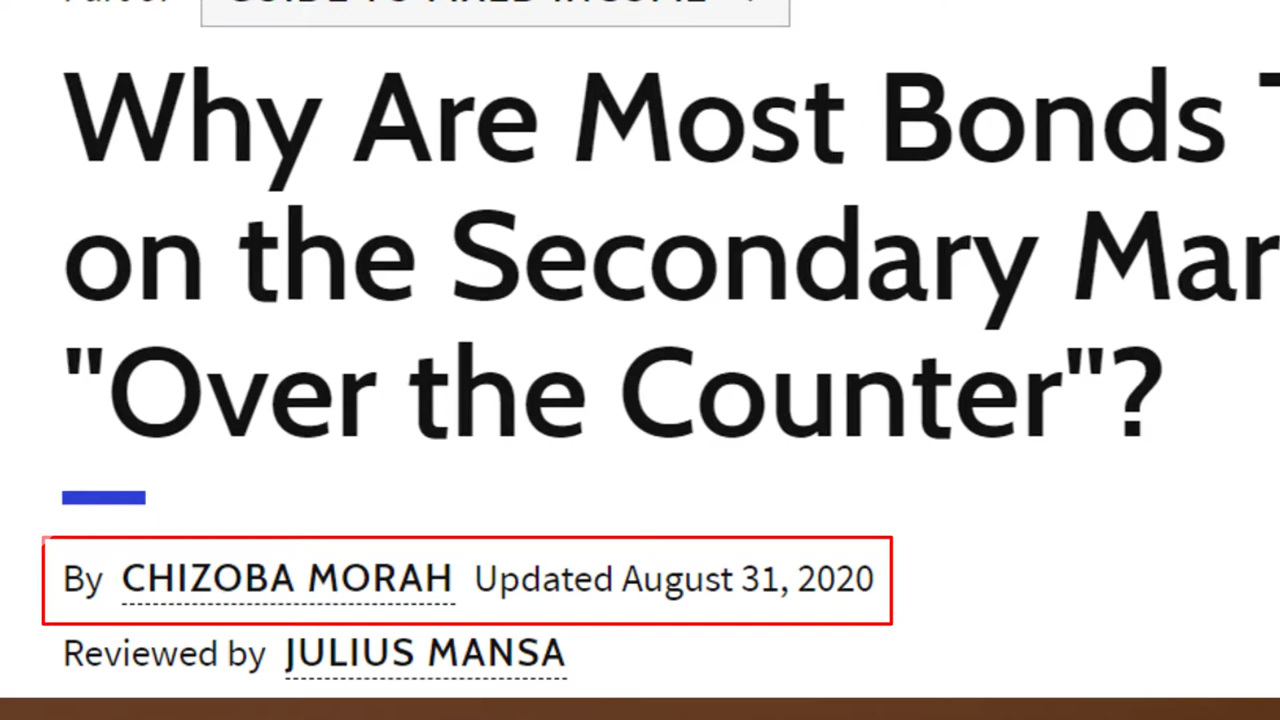 Why Are Most Bonds
on the Secondary
"Over the Counter"?
By CHIZOBA MORAH Updated August 31, 2020
Reviewed by JULIUS MANSA